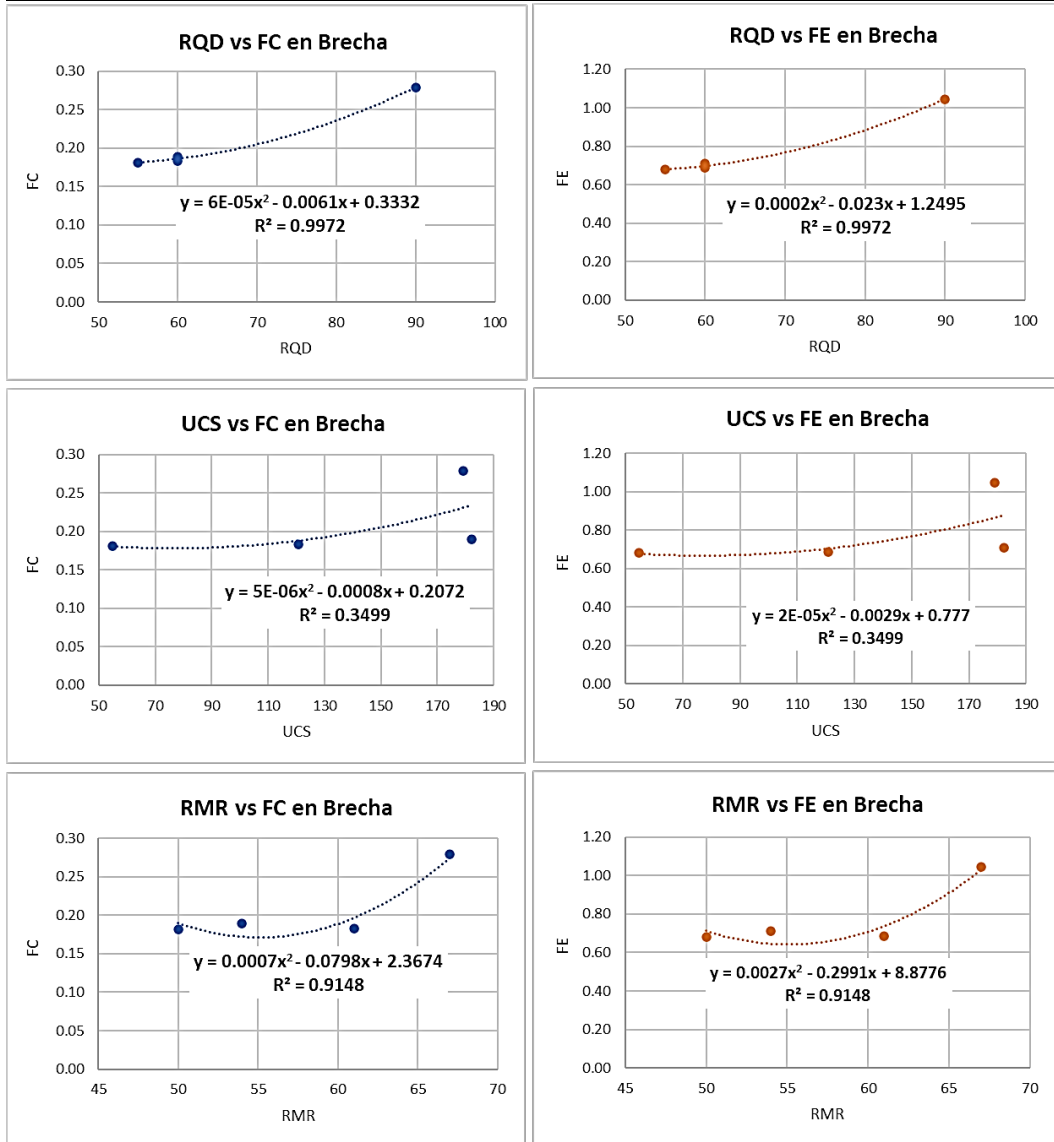 RQD vs FC en Brecha
0.30
0.25
0.20
0.15
0.10
0.05
0.00
FC
y = 6E-05x² - 0.0061x + 0.3332
R² = 0.9972
50 60 70 80 90 100
RQD
RQD vs FE en Brecha
1.20
1.00
0.80
0.60
0.40
0.20
0.00
FE
y = 0.0002x² - 0.023x + 1.2495
R² = 0.9972
50 60 70 80 90 100
RQD
UCS vs FC en Brecha
0.30
0.25
0.20
0.15
0.10
0.05
0.00
FC
y = 5E-06x² - 0.0008x + 0.2072
R² = 0.3499
50 70 90 110 130 150 170 190
UCS
UCS vs FE en Brecha
1.20
1.00
0.80
0.60
0.40
0.20
0.00
FE
y = 2E-05x² - 0.0029x + 0.777
R² = 0.3499
50 70 90 110 130 150 170 190
UCS
RMR vs FC en Brecha
0.30
0.25
0.20
0.15
0.10
0.05
0.00
FC
y = 0.0007x² - 0.0798x + 2.3674
R² = 0.9148
45 50 55 60 65 70
RMR
RMR vs FE en Brecha
1.20
1.00
0.80
0.60
0.40
0.20
0.00
FE
y = 0.0027x² - 0.2991x + 8.8776
R² = 0.9148
45 50 55 60 65 70
RMR